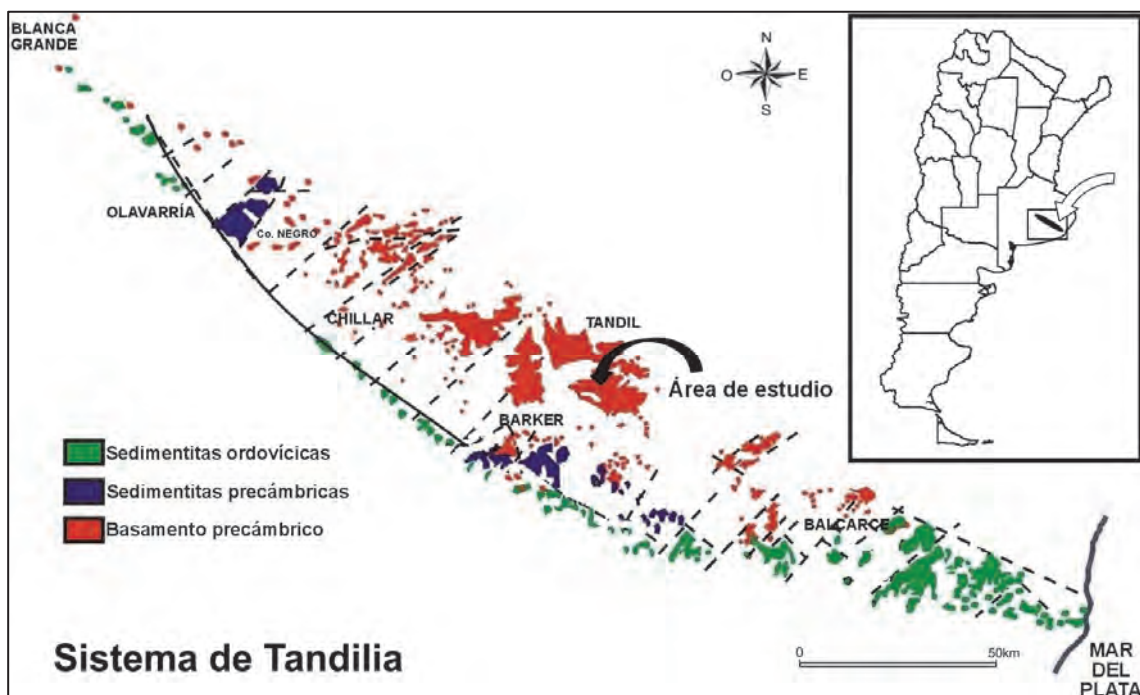 BLANCA
GRANDE
N
O
E
S
OLAVARRÍA
Co. NEGRO
CHILLAR
TANDIL
Área de estudio
BARKER
Sedimentitas ordovícicas
Sedimentitas precámbricas
Basamento precámbrico
BALCARCE
Sistema de Tandilia
0
50km
MAR
DEL
PLATA